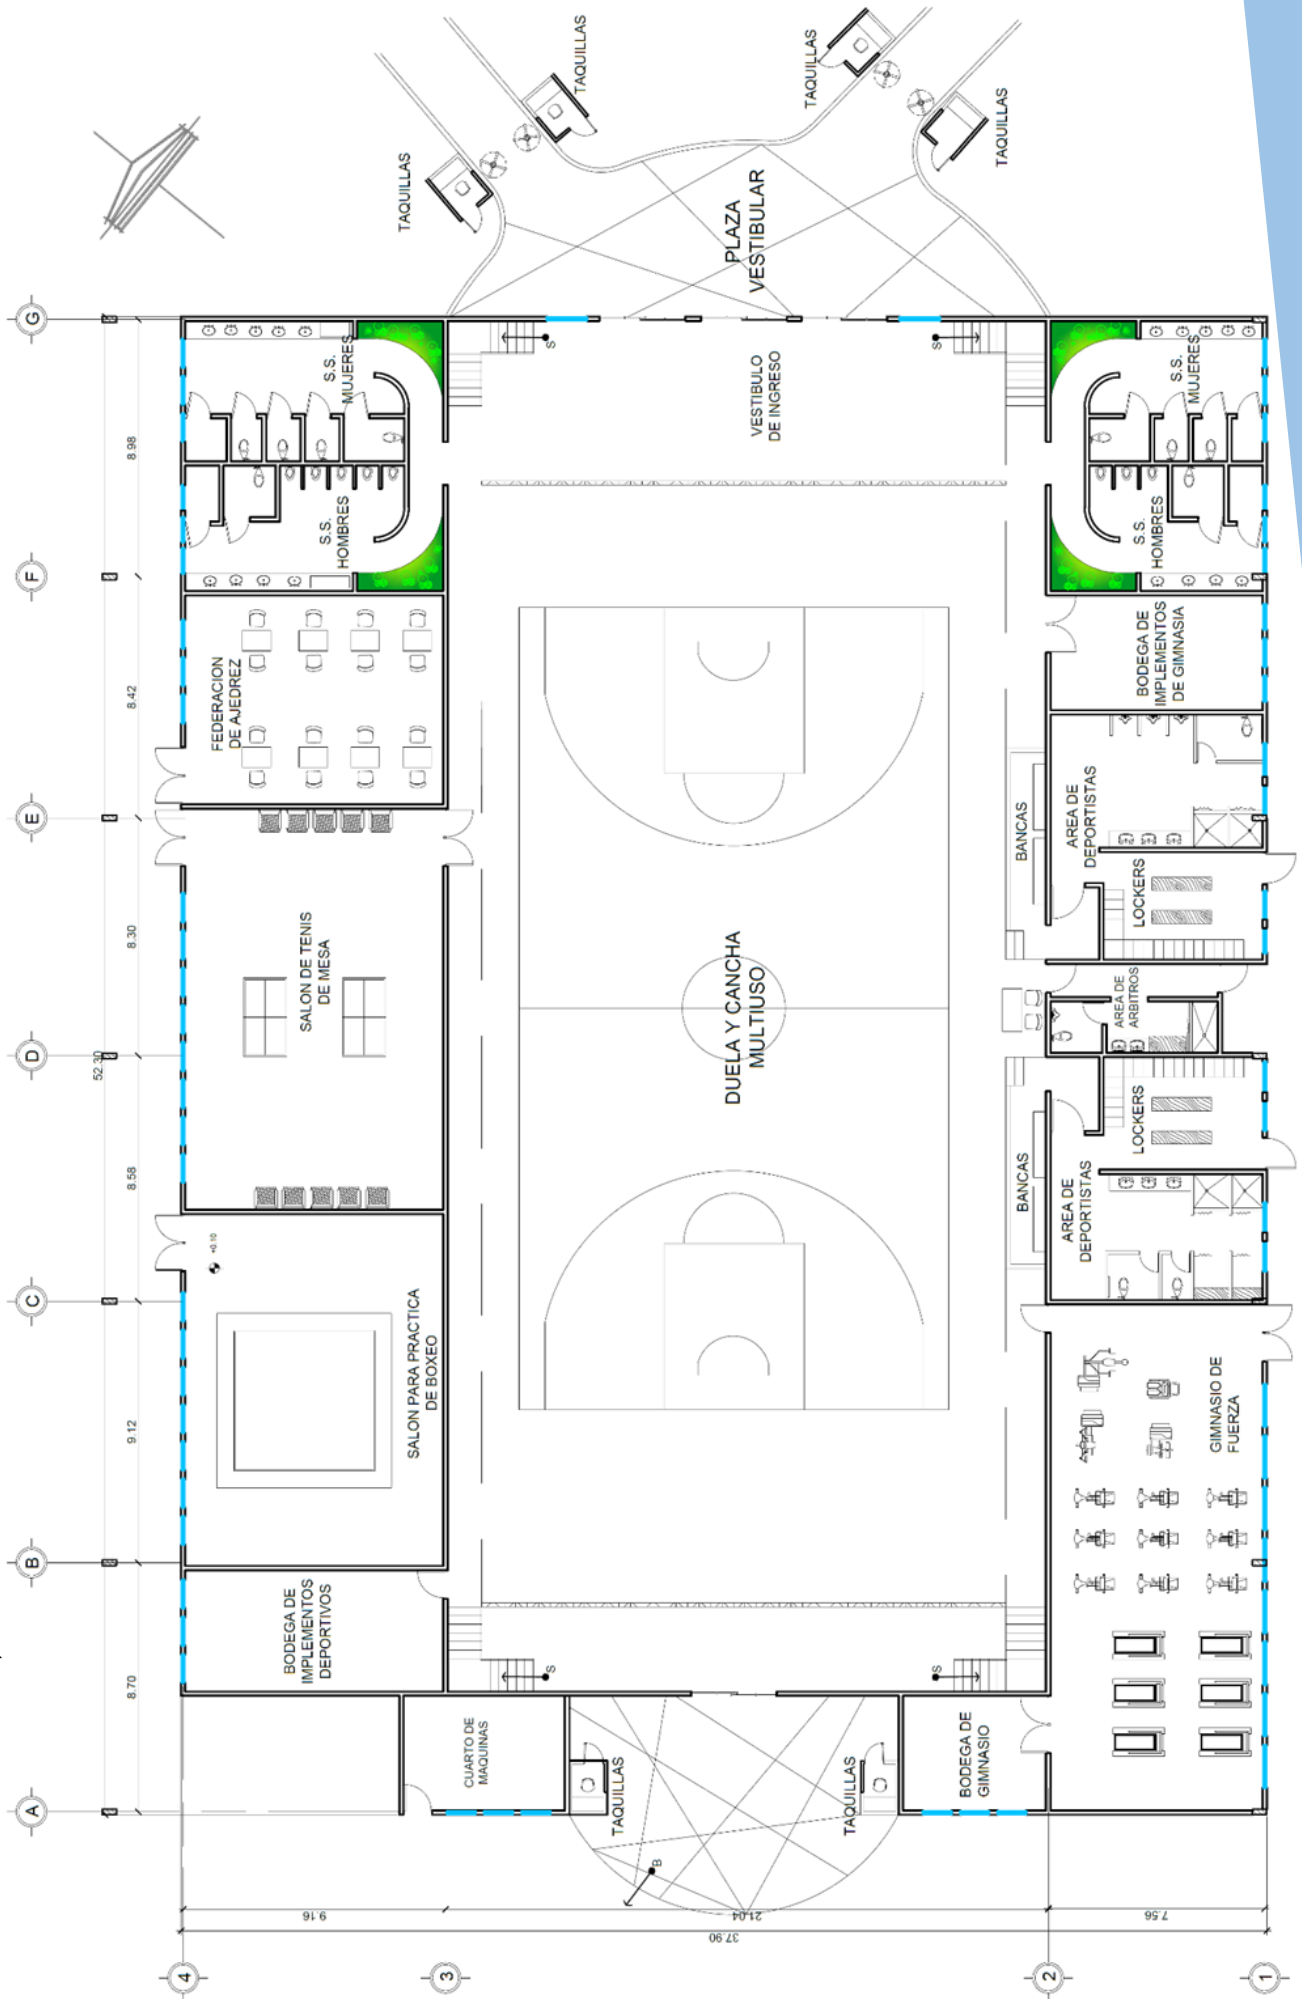 TAQUILLAS
TAQUILLAS
TAQUILLAS
TAQUILLAS
PLAZA
VESTIBULAR
G
S.S.
MUJERES
S
S
VESTIBULO
DE INGRESO
S.S.
MUJERES
8.98
S.S.
HOMBRES
S.S.
HOMBRES
F
FEDERACION
DE AJEDREZ
8.42
BODEGA DE
IMPLEMENTOS
DE GIMNASIA
E
BANCAS
AREA DE
DEPORTISTAS
LOCKERS
8.30
SALON DE TENIS
DE MESA
DUELA Y CANCHA
MULTIUSO
AREA DE
ARBITROS
D
52.30
8.58
BANCAS
AREA DE
DEPORTISTAS
LOCKERS
+0.10
C
SALON PARA PRACTICA
DE BOXEO
9.12
GIMNASIO DE
FUERZA
B
BODEGA DE
IMPLEMENTOS
DEPORTIVOS
S
S
8.70
CUARTO DE
MAQUINAS
TAQUILLAS
TAQUILLAS
BODEGA DE
GIMNASIO
A
B
9.16
21.04
7.56
37.90
4
3
2
1